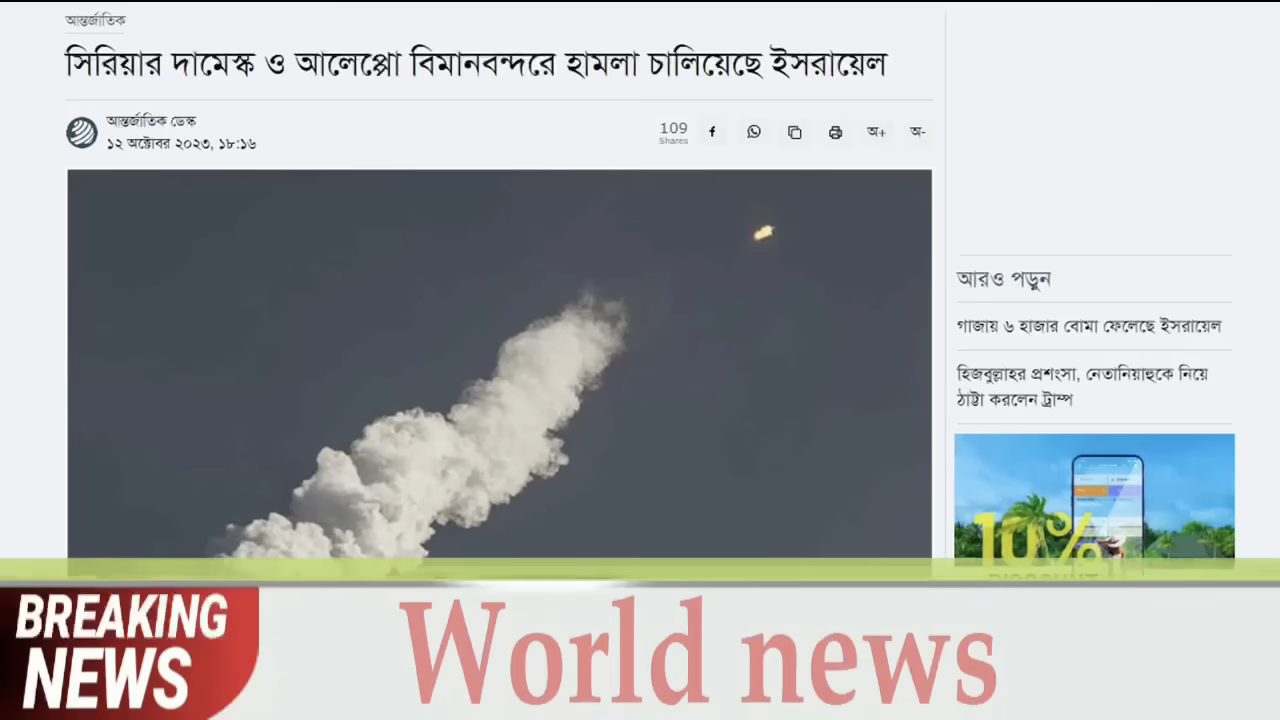 আন্তর্জাতিক
সিরিয়ার দামেস্ক ও আলেপ্পো বিমানবন্দরে হামলা চালিয়েছে ইসরায়েল
আন্তর্জাতিক ডেস্ক
১২ অক্টোবর ২০২৩, ১৮:১৬
109
Shares
অ+
অ-
আরও পড়ুন
গাজায় ৬ হাজার বোমা ফেলেছে ইসরায়েল
হিজবুল্লাহর প্রশংসা, নেতানিয়াহুকে নিয়ে
ঠাট্টা করলেন ট্রাম্প
10%
DISCOUNT
BREAKING
NEWS
World news